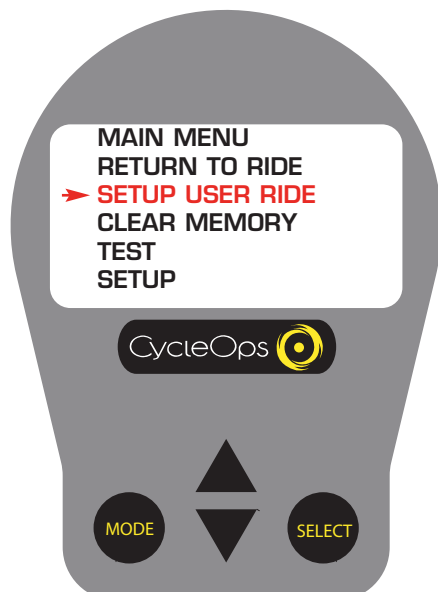 MAIN MENU
RETURN TO RIDE
SETUP USER RIDE
CLEAR MEMORY
TEST
SETUP
CycleOps
MODE
SELECT